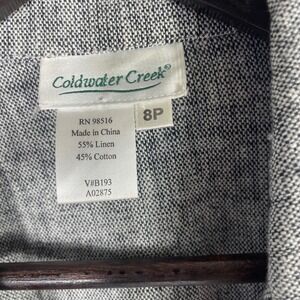 Coldwater Creek®
8P
RN 98516
Made in China
55% Linen
45% Cotton
V#B193
A02875